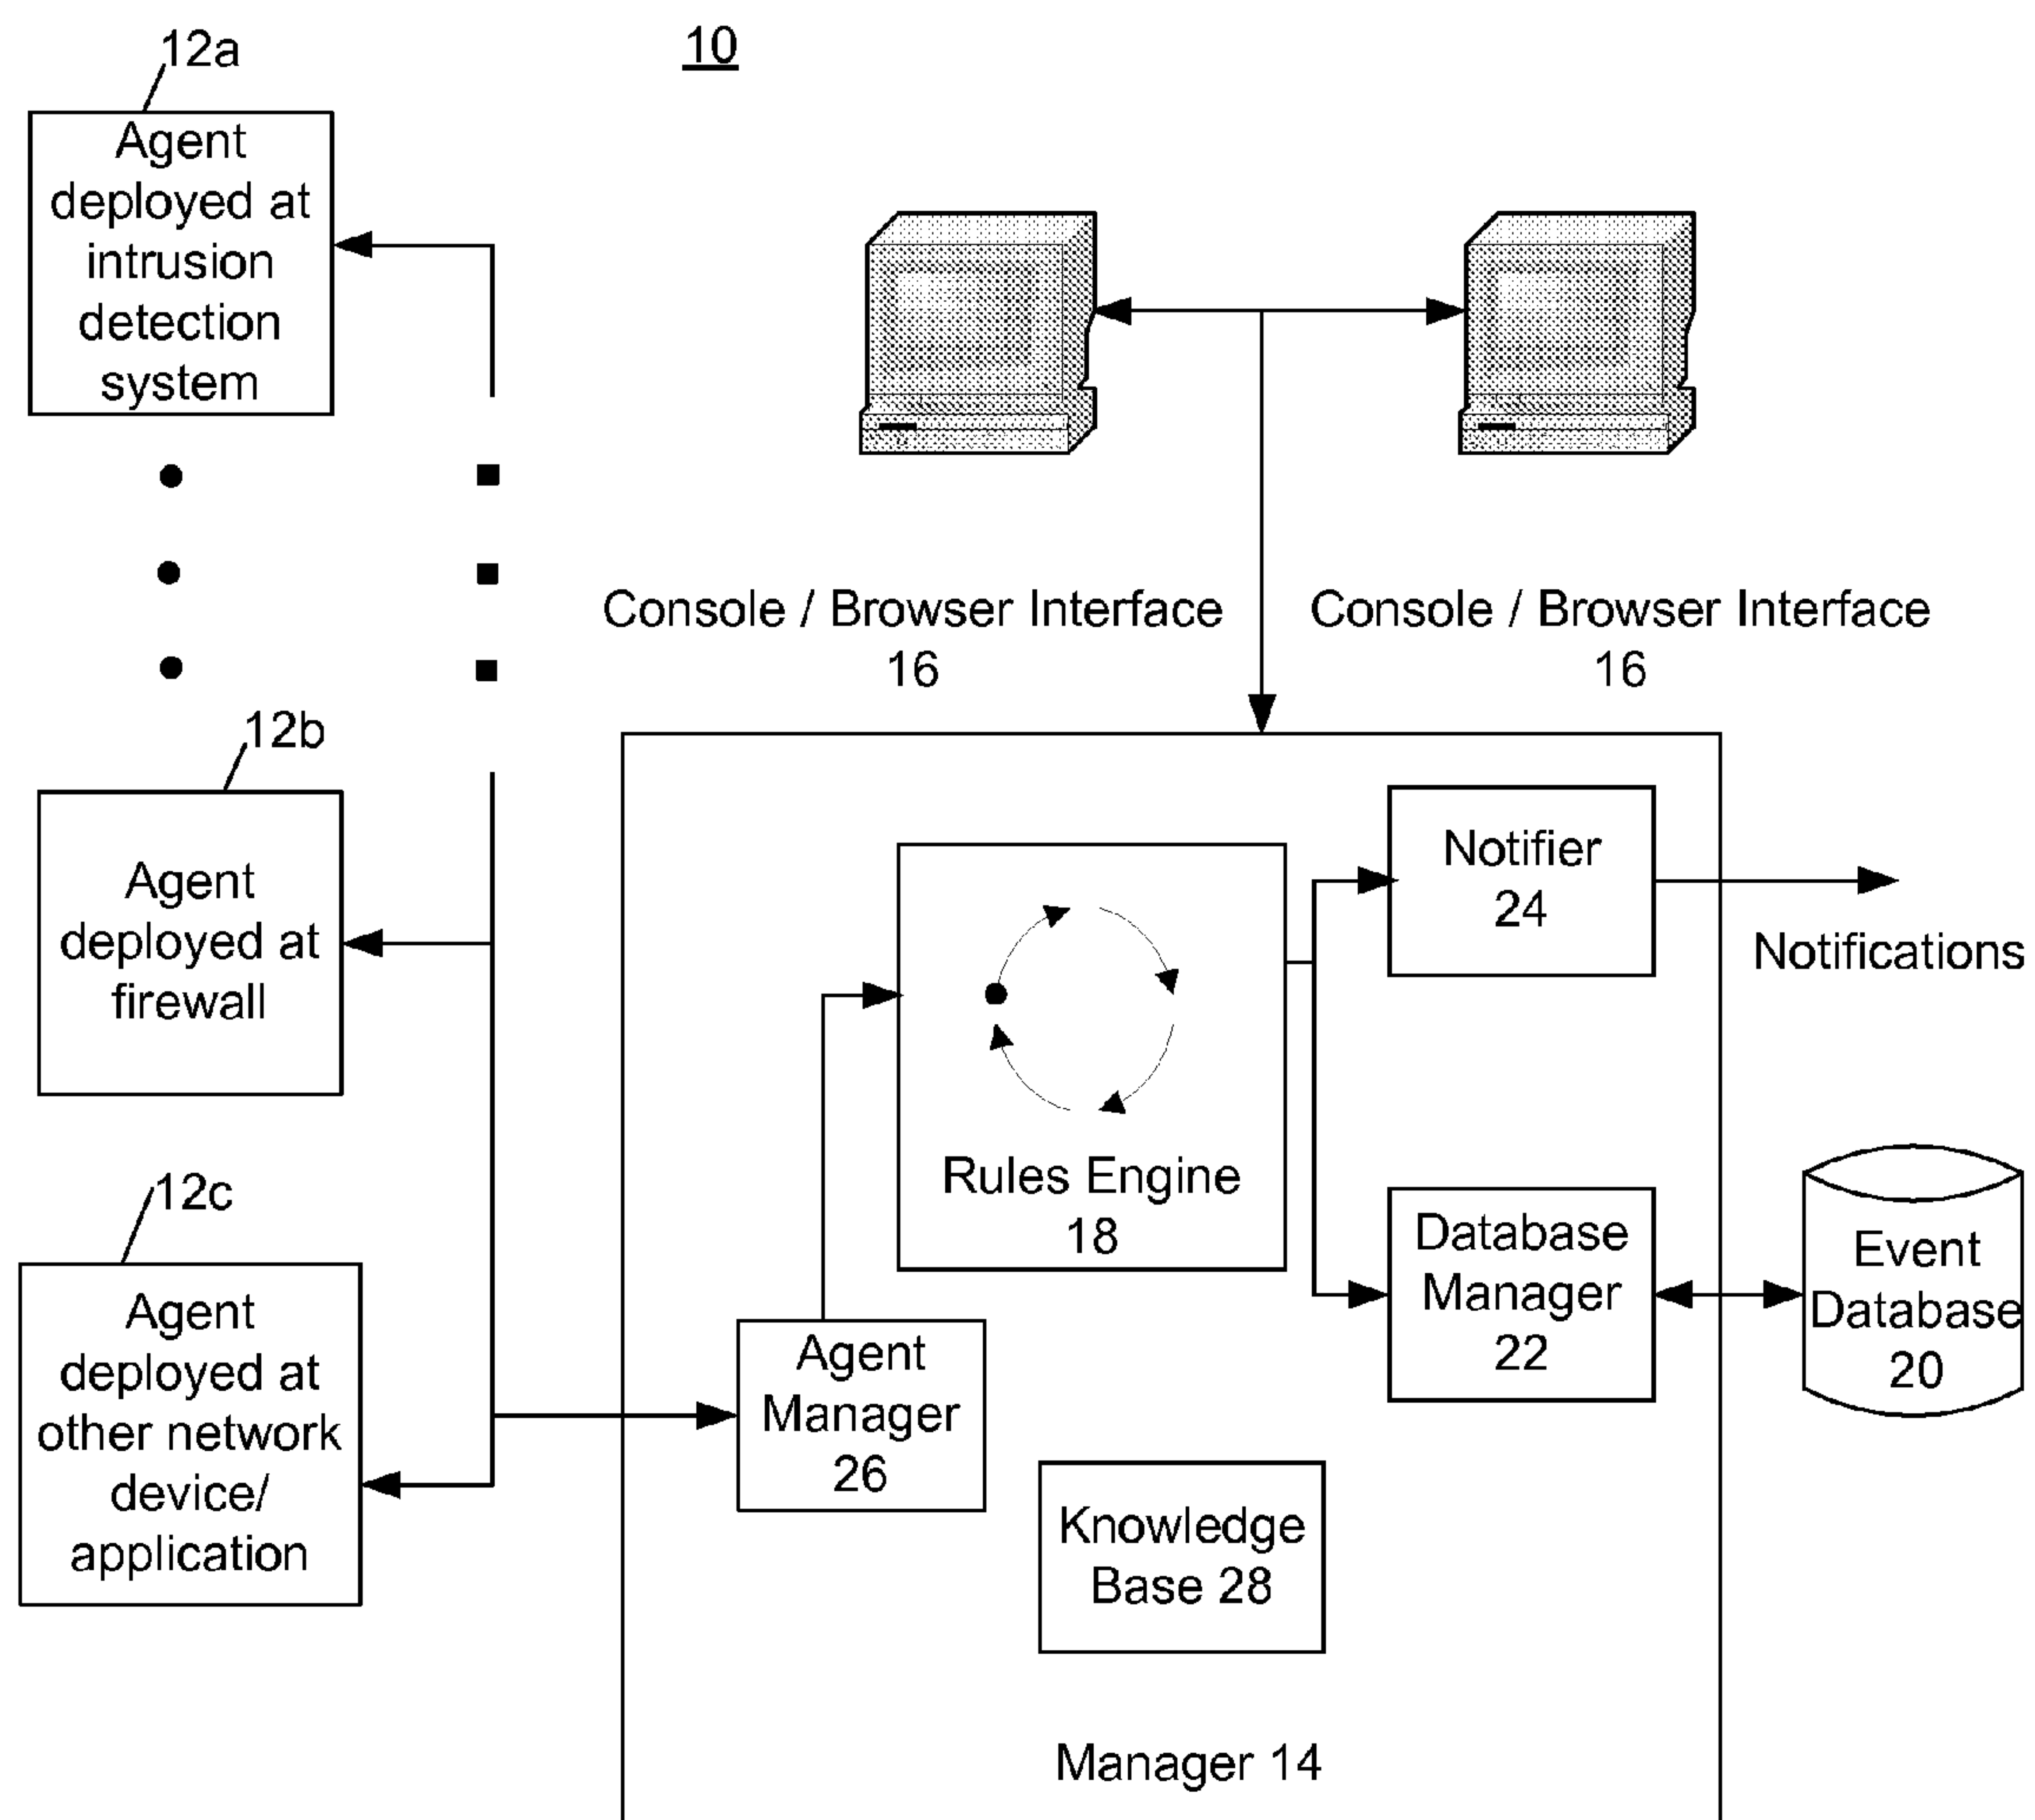 10
12a
Agent
deployed at
intrusion
detection
system
12b
Agent
deployed at
firewall
12c
Agent
deployed at
other network
device/
application
Console / Browser Interface
16
Console / Browser Interface
16
Rules Engine
18
Notifier
24
Notifications
Database
Manager
22
Event
Database
20
Agent
Manager
26
Knowledge
Base 28
Manager 14